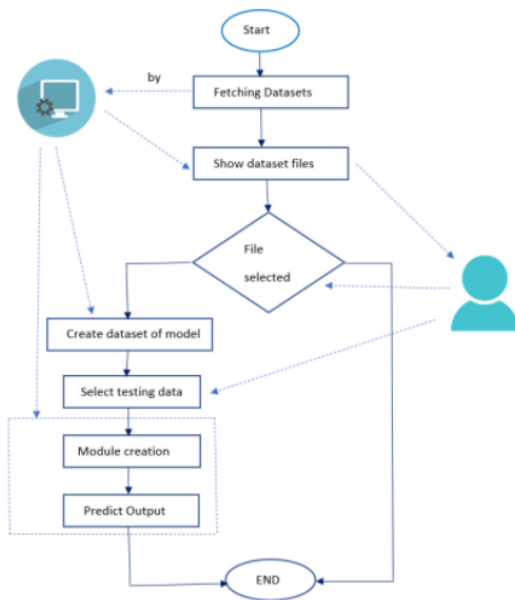 Start
by
Fetching Datasets
Show dataset files
File
selected
Create dataset of model
Select testing data
Module creation
Predict Output
END